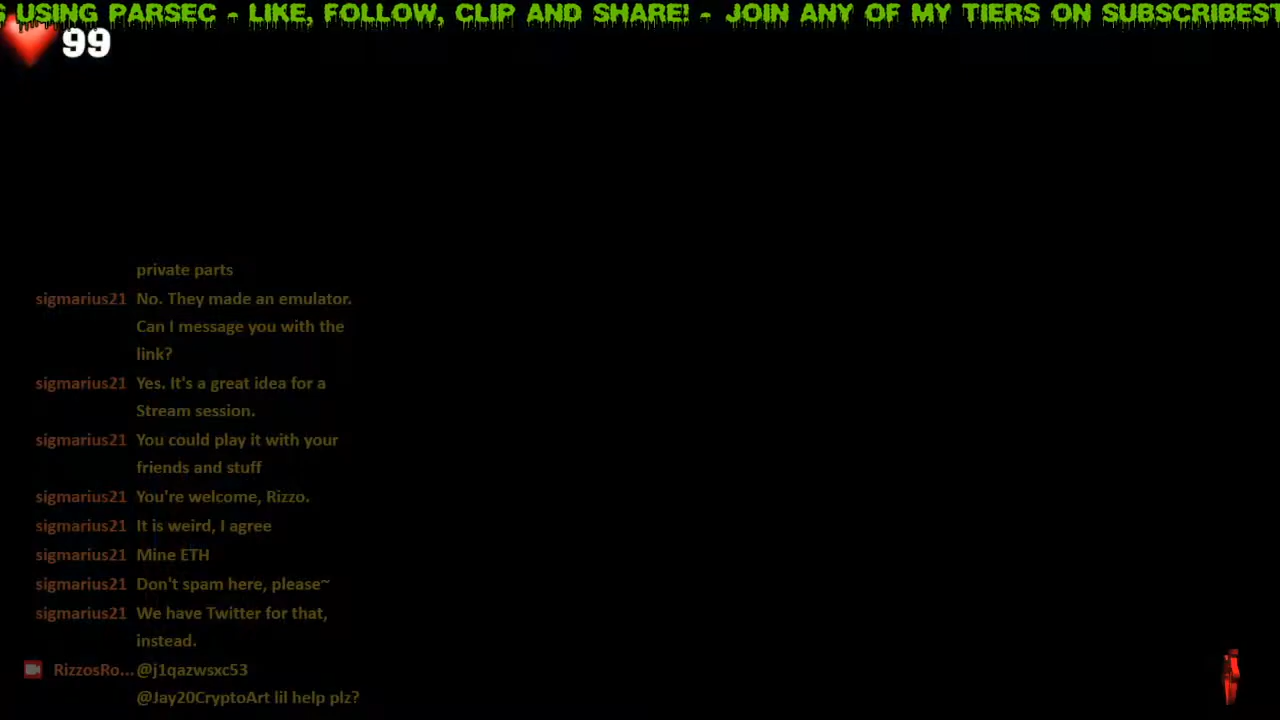 USING PARSEC - LIKE, FOLLOW, CLIP AND SHARE! - JOIN ANY OF MY TIERS ON
99
private parts
sigmarius21 No. They made an emulator.
Can I message you with the
link?
sigmarius21 Yes. It's a great idea for a
Stream session.
sigmarius21 You could play it with your
friends and stuff
sigmarius21 You're welcome, Rizzo.
sigmarius21 It is weird, I agree
sigmarius21 Mine ETH
sigmarius21 Don't spam here, please~
sigmarius21 We have Twitter for that,
instead.
RizzosRo... @j1qazwsxc53
@Jay20CryptoArt lil help plz?